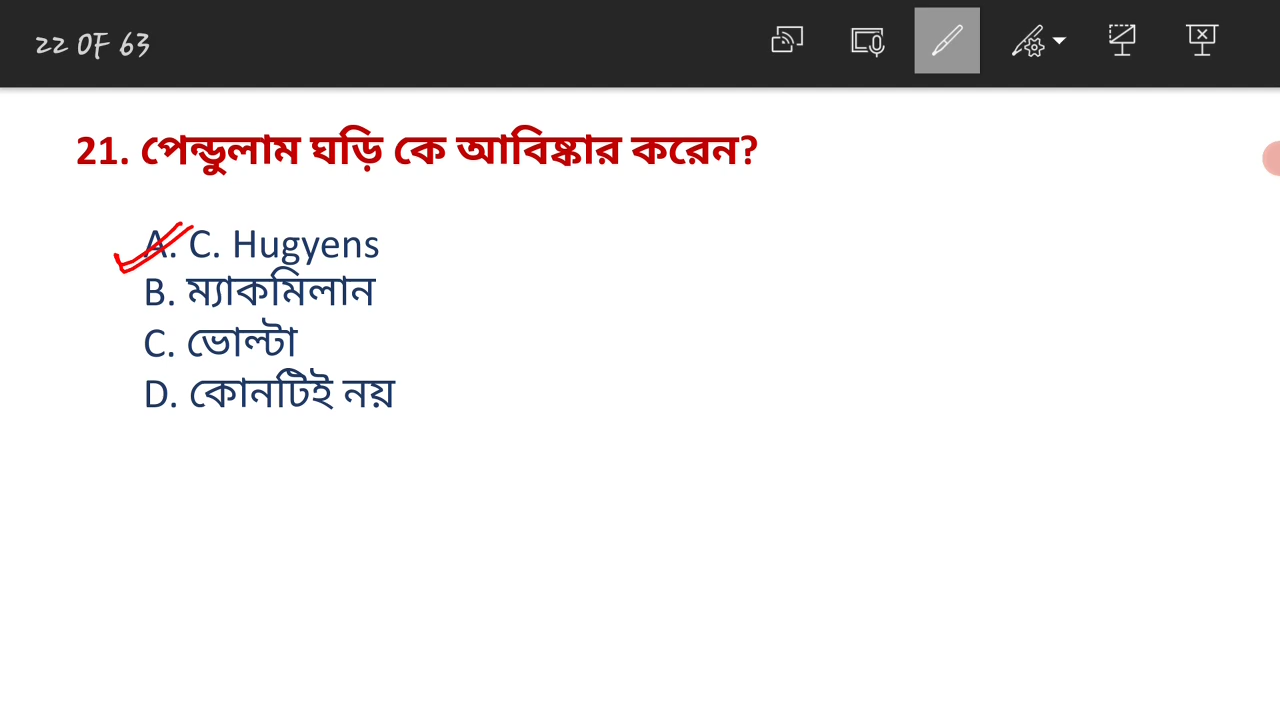 22 OF 63
21. পেন্ডুলাম ঘড়ি কে আবিষ্কার করেন?
A. C. Hugyens
B. ম্যাকমিলান
C. ভোল্টা
D. কোনটিই নয়